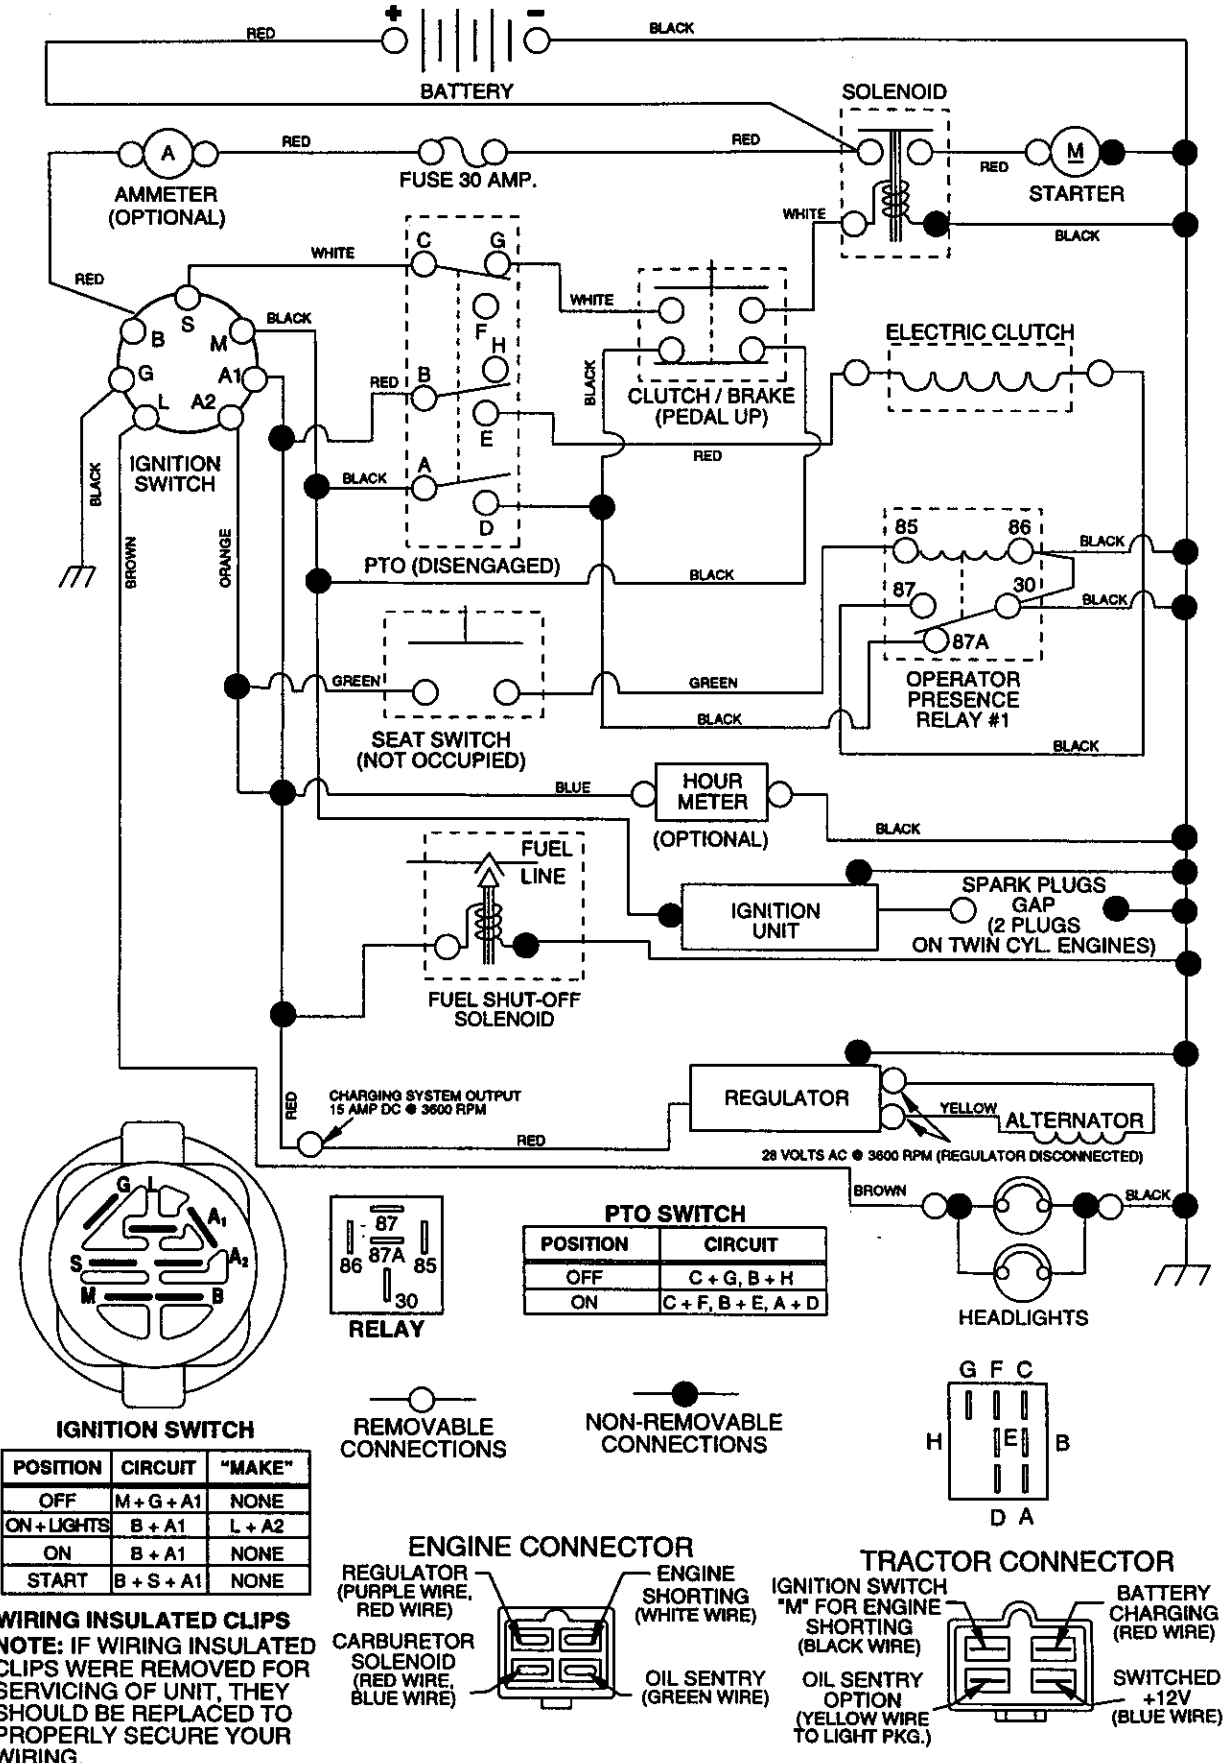 + -
RED
BLACK
BATTERY
SOLENOID
A
RED
RED
RED
M
AMMETER
(OPTIONAL)
FUSE 30 AMP.
STARTER
WHITE
BLACK
RED
WHITE
C G
WHITE
F
H
BLACK
S
B M
G A1
L A2
BLACK
IGNITION
SWITCH
RED B
E
BLACK
CLUTCH / BRAKE
(PEDAL UP)
ELECTRIC CLUTCH
RED
BLACK A
D
BLACK
BROWN
ORANGE
PTO (DISENGAGED)
BLACK
85 86
BLACK
87 30
BLACK
87A
OPERATOR
PRESENCE
RELAY #1
GREEN
GREEN
BLACK
BLACK
SEAT SWITCH
(NOT OCCUPIED)
BLUE
HOUR
METER
(OPTIONAL)
BLACK
FUEL
LINE
FUEL SHUT-OFF
SOLENOID
IGNITION
UNIT
SPARK PLUGS
GAP
(2 PLUGS
ON TWIN CYL. ENGINES)
RED
CHARGING SYSTEM OUTPUT
15 AMP DC @ 3600 RPM
RED
REGULATOR
YELLOW
ALTERNATOR
28 VOLTS AC @ 3600 RPM (REGULATOR DISCONNECTED)
BROWN
BLACK
HEADLIGHTS
G L
A1
A2
S
M B
IGNITION SWITCH
87
87A
86 85
30
RELAY
PTO SWITCH
POSITION CIRCUIT
OFF C + G, B + H
ON C + F, B + E, A + D
REMOVABLE
CONNECTIONS
NON-REMOVABLE
CONNECTIONS
G F C
H E B
D A
POSITION CIRCUIT "MAKE"
OFF M + G + A1 NONE
ON + LIGHTS B + A1 L + A2
ON B + A1 NONE
START B + S + A1 NONE
WIRING INSULATED CLIPS
NOTE: IF WIRING INSULATED
CLIPS WERE REMOVED FOR
SERVICING OF UNIT, THEY
SHOULD BE REPLACED TO
PROPERLY SECURE YOUR
WIRING.
ENGINE CONNECTOR
REGULATOR
(PURPLE WIRE,
RED WIRE)
ENGINE
SHORTING
(WHITE WIRE)
CARBURETOR
SOLENOID
(RED WIRE,
BLUE WIRE)
OIL SENTRY
(GREEN WIRE)
TRACTOR CONNECTOR
IGNITION SWITCH
"M" FOR ENGINE
SHORTING
(BLACK WIRE)
BATTERY
CHARGING
(RED WIRE)
OIL SENTRY
OPTION
(YELLOW WIRE
TO LIGHT PKG.)
SWITCHED
+12V
(BLUE WIRE)